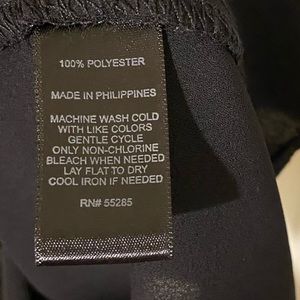 100% POLYESTER
MADE IN PHILIPPINES
MACHINE WASH COLD
WITH LIKE COLORS
GENTLE CYCLE
ONLY NON-CHLORINE
BLEACH WHEN NEEDED
LAY FLAT TO DRY
COOL IRON IF NEEDED
RN# 55285